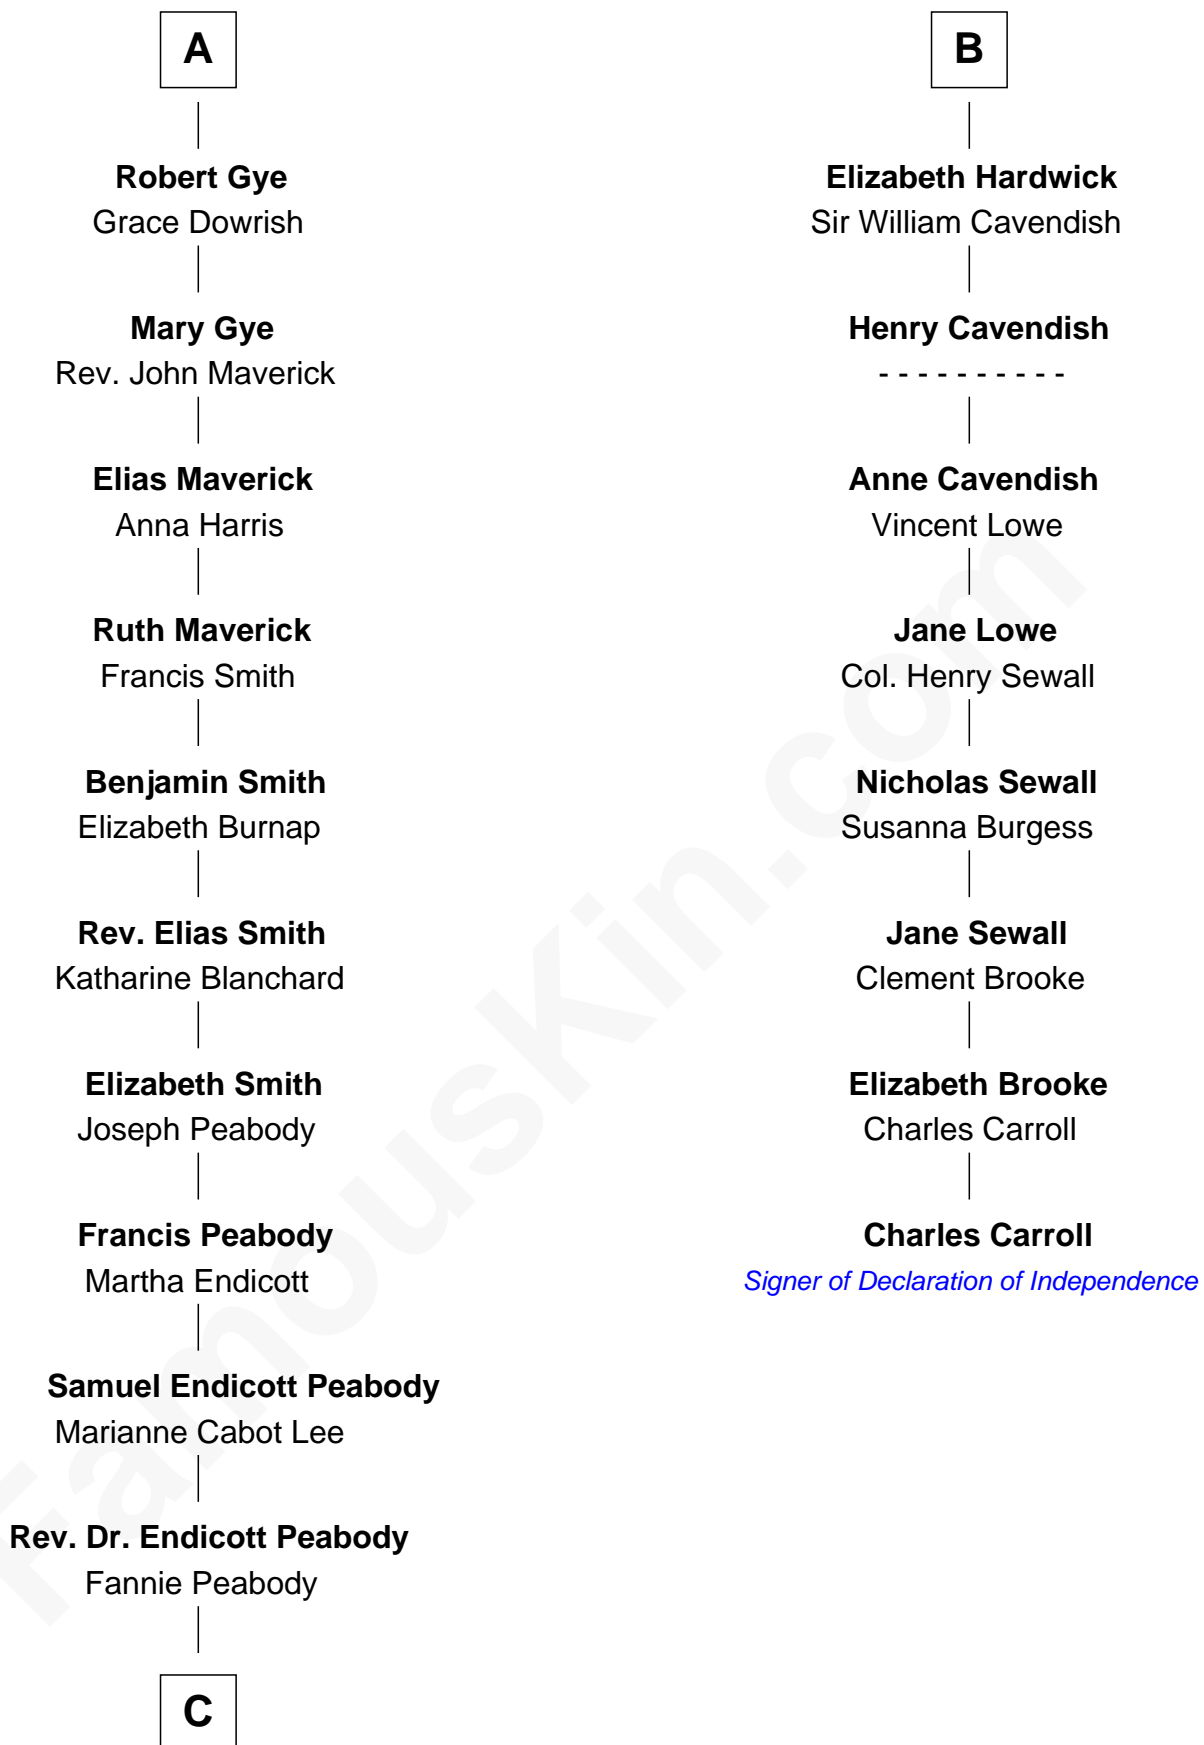 A
Robert Gye
Grace Dowrish
Mary Gye
Rev. John Maverick
Elias Maverick
Anna Harris
Ruth Maverick
Francis Smith
Benjamin Smith
Elizabeth Burnap
Rev. Elias Smith
Katharine Blanchard
Elizabeth Smith
Joseph Peabody
Francis Peabody
Martha Endicott
Samuel Endicott Peabody
Marianne Cabot Lee
Rev. Dr. Endicott Peabody
Fannie Peabody
C
B
Elizabeth Hardwick
Sir William Cavendish
Henry Cavendish
- - - - - - - - - -
Anne Cavendish
Vincent Lowe
Jane Lowe
Col. Henry Sewall
Nicholas Sewall
Susanna Burgess
Jane Sewall
Clement Brooke
Elizabeth Brooke
Charles Carroll
Charles Carroll
Signer of Declaration of Independence
FamousKin.com